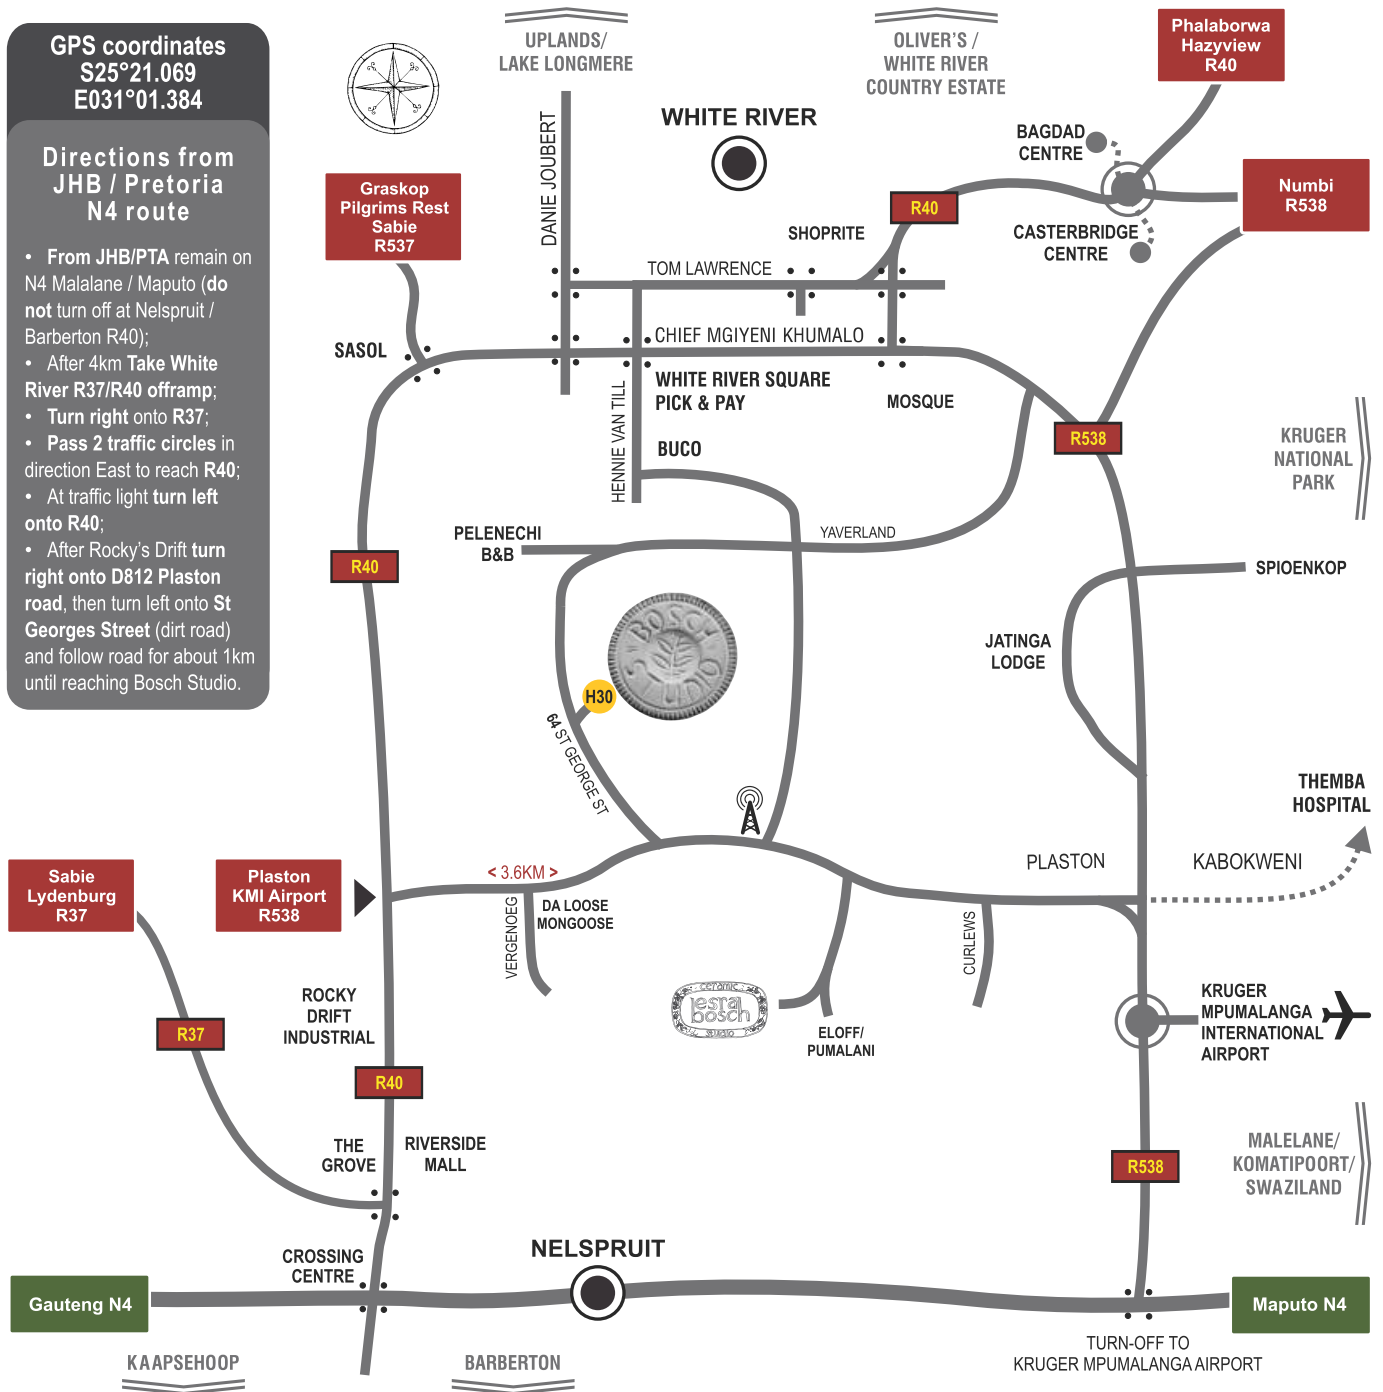 GPS coordinates
S25°21.069
E031°01.384
Directions from
JHB / Pretoria
N4 route
• From JHB/PTA remain on
N4 Malalane / Maputo (do
not turn off at Nelspruit /
Barberton R40);
• After 4km Take White
River R37/R40 offramp;
• Turn right onto R37;
• Pass 2 traffic circles in
direction East to reach R40;
• At traffic light turn left
onto R40;
• After Rocky's Drift turn
right onto D812 Plaston
road, then turn left onto St
Georges Street (dirt road)
and follow road for about 1km
until reaching Bosch Studio.
UPLANDS/
LAKE LONGMERE
OLIVER'S /
WHITE RIVER
COUNTRY ESTATE
Phalaborwa
Hazyview
R40
WHITE RIVER
DANIE JOUBERT
BAGDAD
CENTRE
Graskop
Pilgrims Rest
Sabie
R537
Numbi
R538
R40
SHOPRITE
CASTERBRIDGE
CENTRE
TOM LAWRENCE
CHIEF MGIYENI KHUMALO
SASOL
WHITE RIVER SQUARE
PICK & PAY
HENNIE VAN TILL
MOSQUE
BUCO
R538
KRUGER
NATIONAL
PARK
PELENECHI
B&B
YAVERLAND
R40
SPIOENKOP
BOSCH
STUDIO
JATINGA
LODGE
H30
64 ST GEORGE ST
THEMBA
HOSPITAL
PLASTON
KABOKWENI
Sabie
Lydenburg
R37
Plaston
KMI Airport
R538
< 3.6KM >
VERGENOEG
DA LOOSE
MONGOOSE
CURLEWS
ROCKY
DRIFT
INDUSTRIAL
ceramic
lesra
bosch
studio
ELOFF/
PUMALANI
KRUGER
MPUMALANGA
INTERNATIONAL
AIRPORT
R37
R40
THE
GROVE
RIVERSIDE
MALL
R538
MALELANE/
KOMATIPOORT/
SWAZILAND
CROSSING
CENTRE
NELSPRUIT
Gauteng N4
Maputo N4
TURN-OFF TO
KRUGER MPUMALANGA AIRPORT
KAAPSEHOOP
BARBERTON